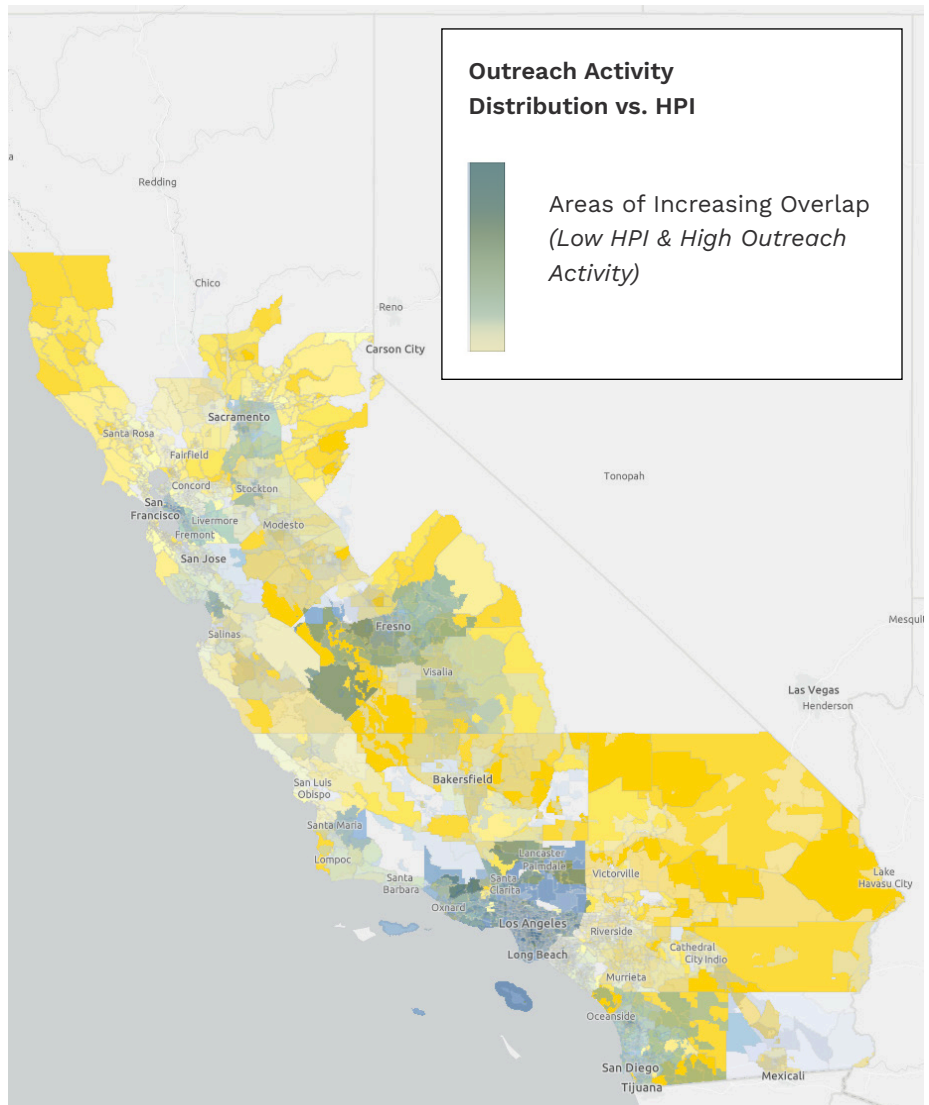 Outreach Activity
Distribution vs. HPI
Areas of Increasing Overlap
(Low HPI & High Outreach
Activity)
a
Redding
Chico
Reno
Carson City
Sacramento
Santa Rosa
Fairfield
Concord
Stockton
Tonopah
San
Francisco
Livermore
Modesto
Fremont
San Jose
Salinas
Fresno
Mesquit
Visalia
Las Vegas
Henderson
Bakersfield
San Luis
Obispo
Santa Maria
Lompoc
Lancaster
Palmdale
Victorville
Lake
Havasu City
Santa
Barbara
Santa
Clarita
Oxnard
Los Angeles
Riverside
Long Beach
Cathedral
City Indio
Murrieta
Oceanside
San Diego
Tijuana
Mexicali